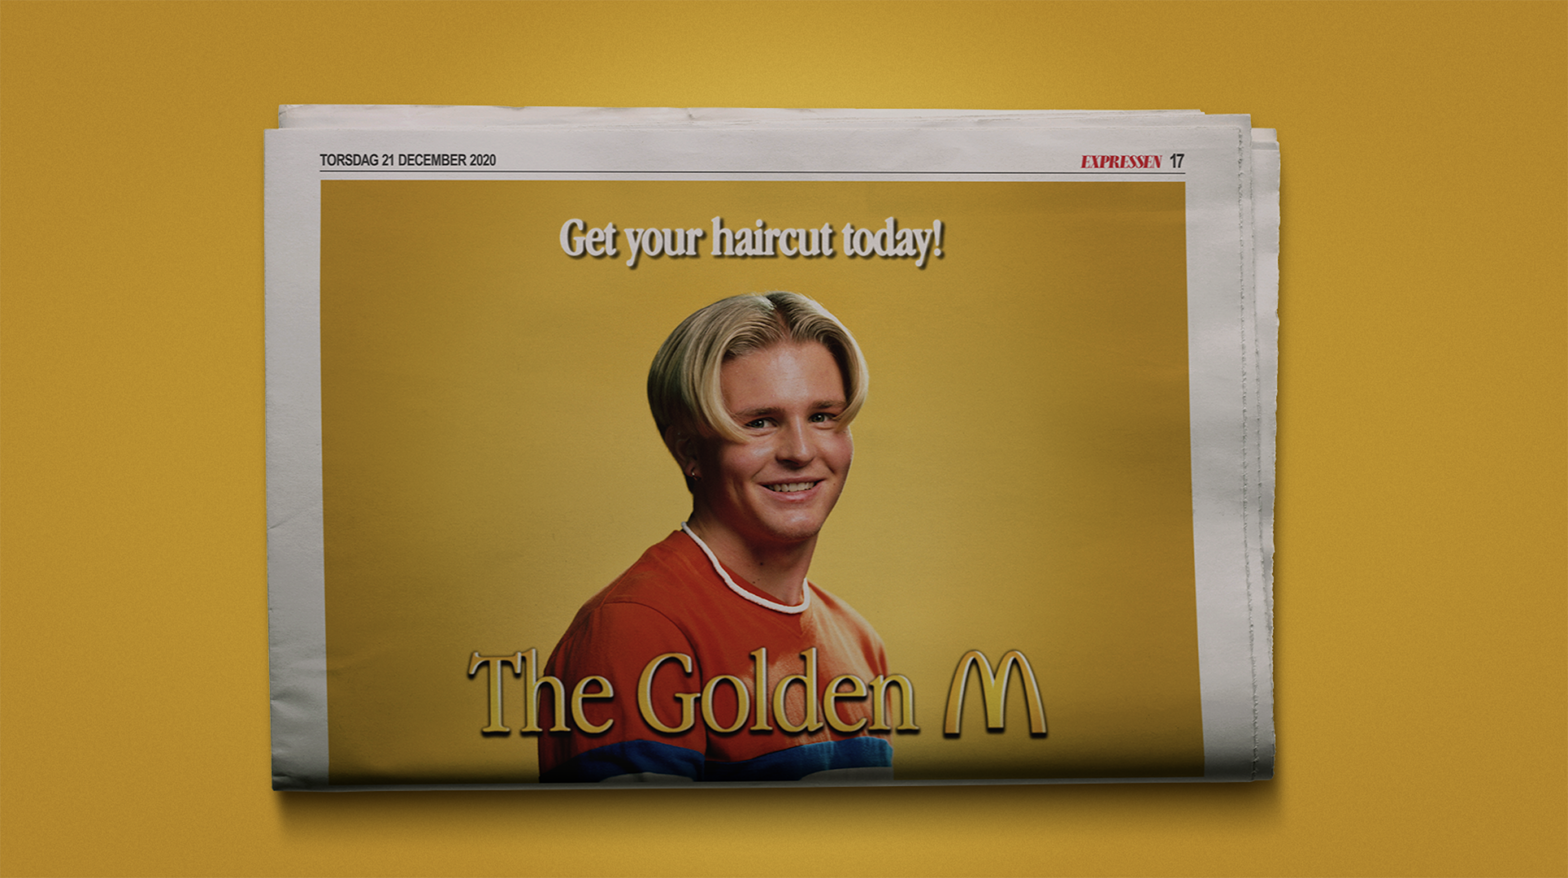 TORSDAG 21 DECEMBER 2020
EXPRESSEN 17
Get your haircut today!
The Golden M